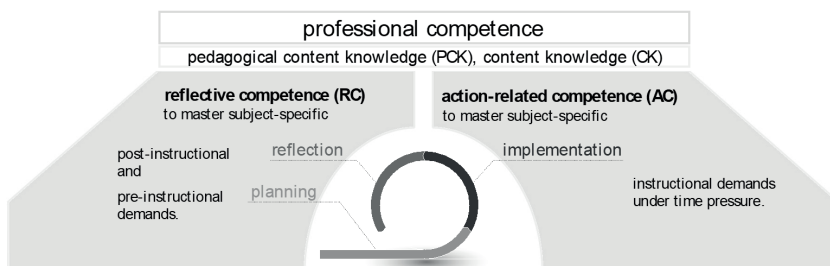 professional competence
pedagogical content knowledge (PCK), content knowledge (CK)
reflective competence (RC)
to master subject-specific
post-instructional
and
pre-instructional
demands.
reflection
planning
action-related competence (AC)
to master subject-specific
implementation
instructional demands
under time pressure.